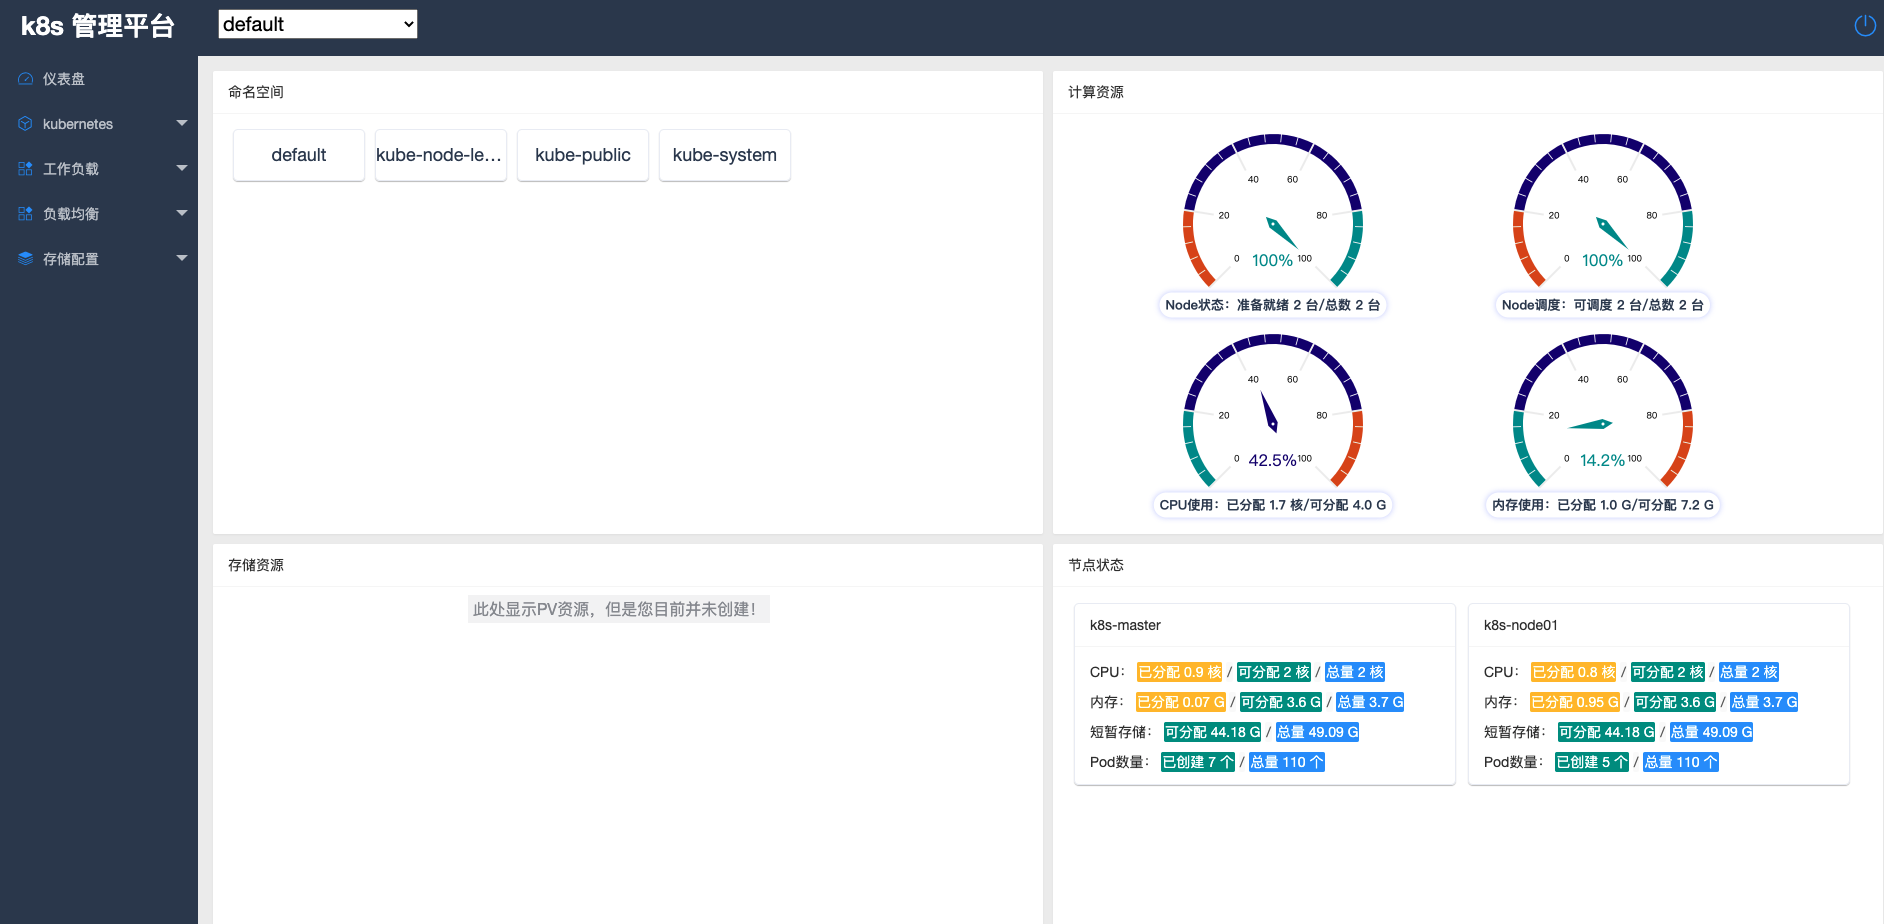 k8s 管理平台
default
仪表盘
kubernetes
工作负载
负载均衡
存储配置
命名空间
default
kube-node-le...
kube-public
kube-system
计算资源
0 20 40 60 80 100
100%
Node状态：准备就绪 2 台/总数 2 台
0 20 40 60 80 100
100%
Node调度：可调度 2 台/总数 2 台
0 20 40 60 80 100
42.5%
CPU使用：已分配 1.7 核/可分配 4.0 G
0 20 40 60 80 100
14.2%
内存使用：已分配 1.0 G/可分配 7.2 G
存储资源
此处显示PV资源，但是您目前并未创建！
节点状态
k8s-master
CPU： 已分配 0.9 核 / 可分配 2 核 / 总量 2 核
内存： 已分配 0.07 G / 可分配 3.6 G / 总量 3.7 G
短暂存储： 可分配 44.18 G / 总量 49.09 G
Pod数量： 已创建 7 个 / 总量 110 个
k8s-node01
CPU： 已分配 0.8 核 / 可分配 2 核 / 总量 2 核
内存： 已分配 0.95 G / 可分配 3.6 G / 总量 3.7 G
短暂存储： 可分配 44.18 G / 总量 49.09 G
Pod数量： 已创建 5 个 / 总量 110 个